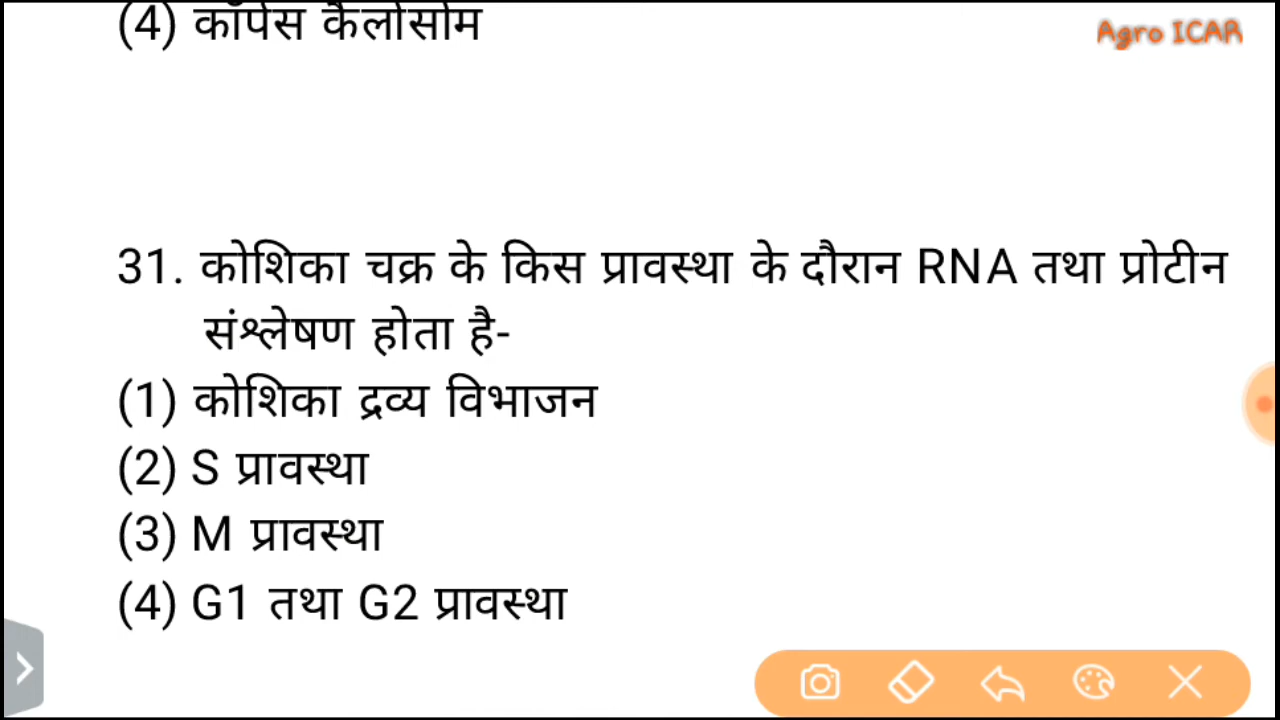 (4) कॉर्पस कैलोसोम
Agro ICAR
31. कोशिका चक्र के किस प्रावस्था के दौरान RNA तथा प्रोटीन
संश्लेषण होता है-
(1) कोशिका द्रव्य विभाजन
(2) S प्रावस्था
(3) M प्रावस्था
(4) G1 तथा G2 प्रावस्था